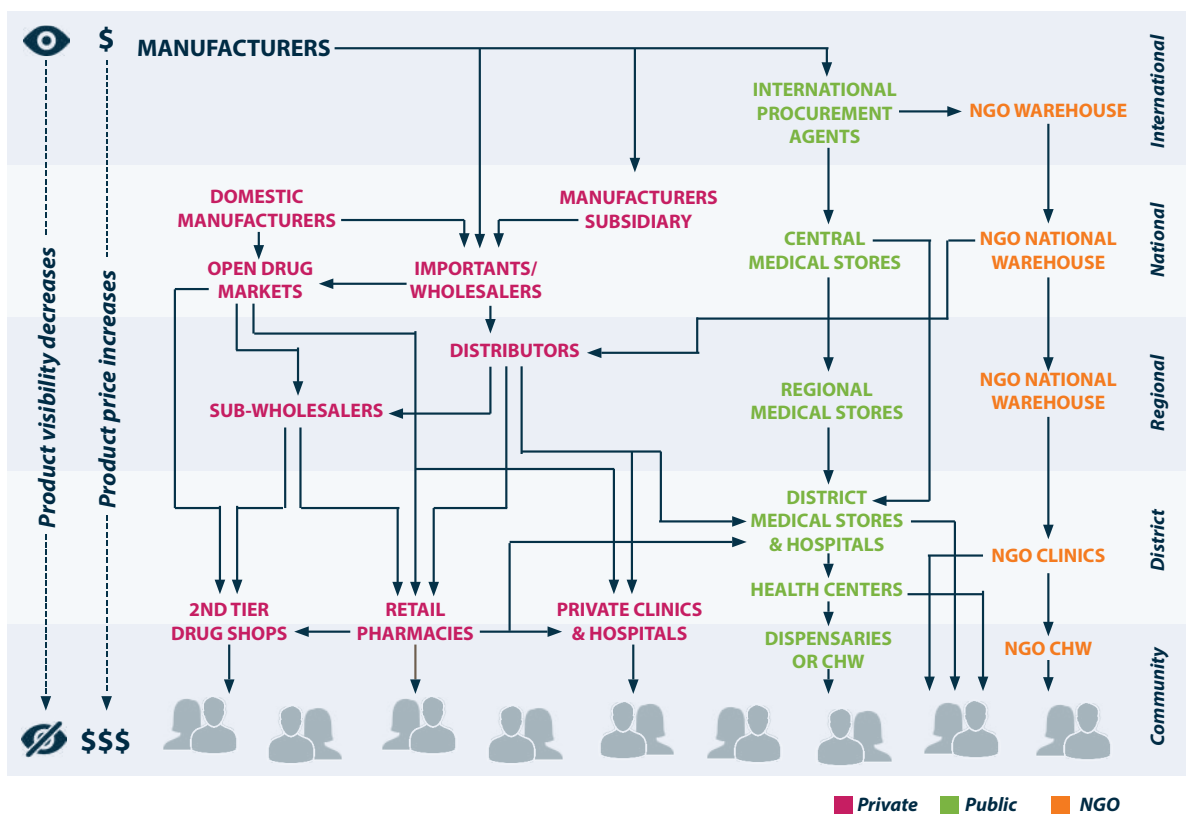 $
MANUFACTURERS
INTERNATIONAL
PROCUREMENT
AGENTS
NGO WAREHOUSE
International
DOMESTIC
MANUFACTURERS
MANUFACTURERS
SUBSIDIARY
OPEN DRUG
MARKETS
IMPORTANTS/
WHOLESALERS
CENTRAL
MEDICAL STORES
NGO NATIONAL
WAREHOUSE
National
Product visibility decreases
Product price increases
DISTRIBUTORS
SUB-WHOLESALERS
REGIONAL
MEDICAL STORES
NGO NATIONAL
WAREHOUSE
Regional
DISTRICT
MEDICAL STORES
& HOSPITALS
NGO CLINICS
HEALTH CENTERS
District
2ND TIER
DRUG SHOPS
RETAIL
PHARMACIES
PRIVATE CLINICS
& HOSPITALS
DISPENSARIES
OR CHW
NGO CHW
Community
$$$
Private
Public
NGO